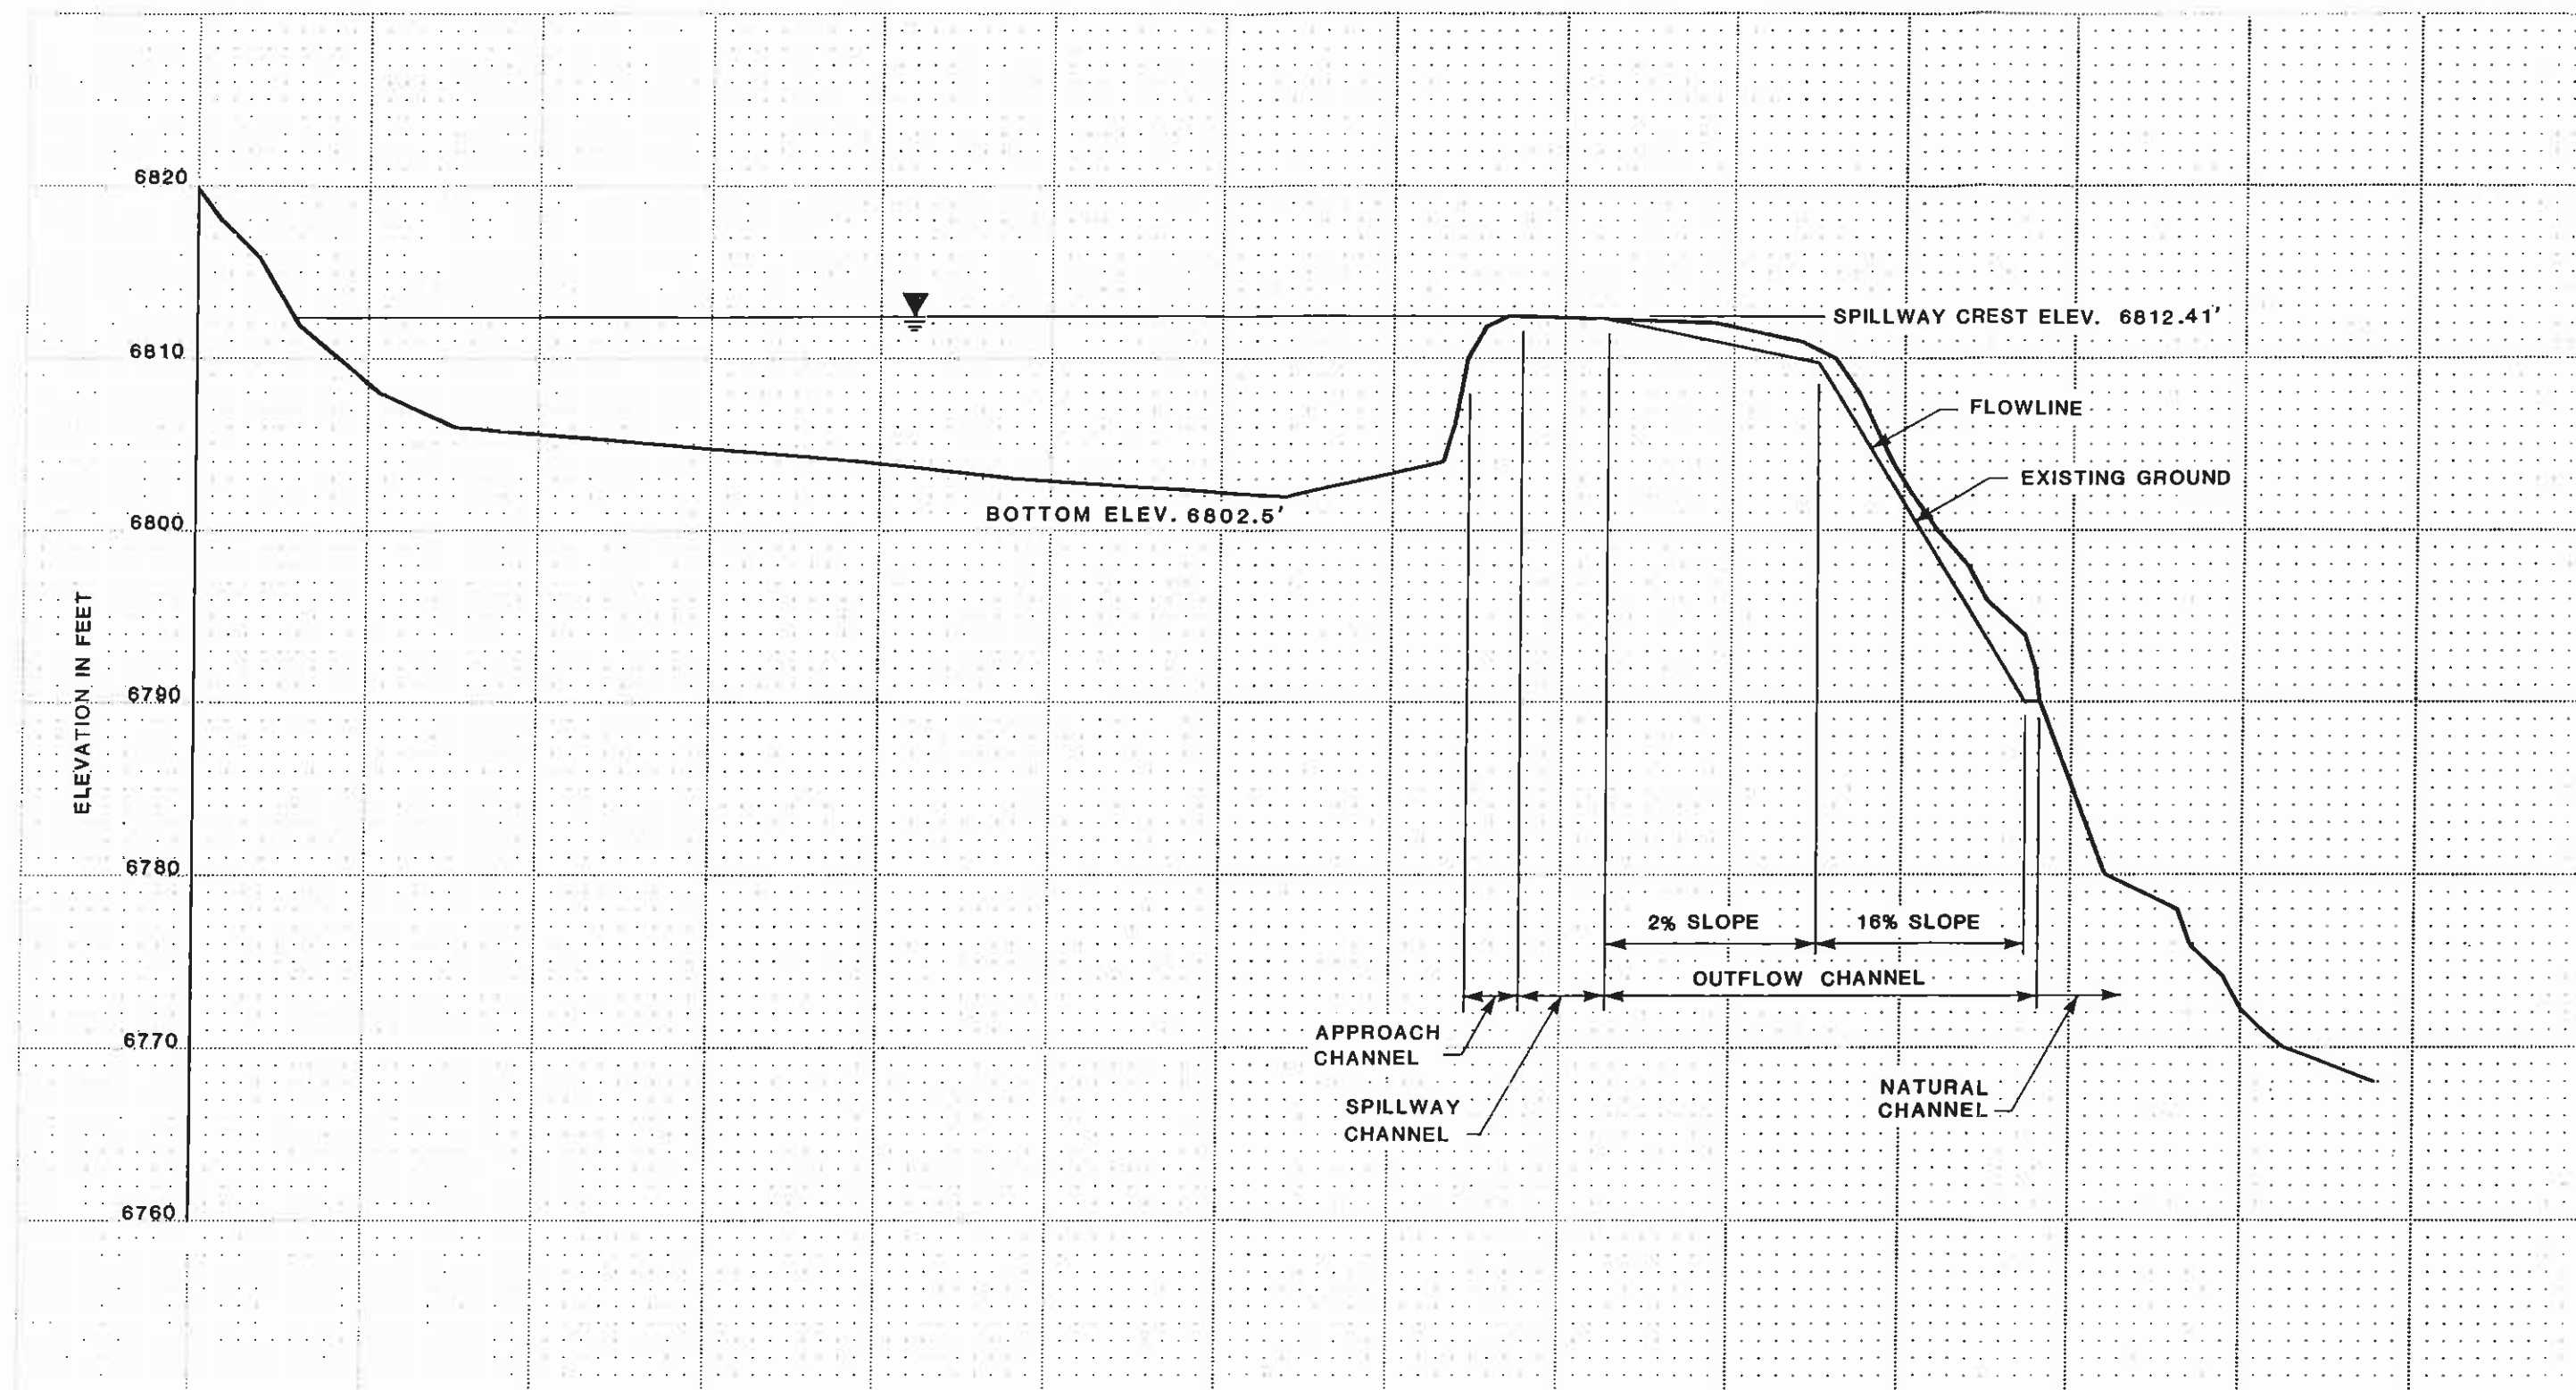 6820
SPILLWAY CREST ELEV. 6812.41'
6810
FLOWLINE
EXISTING GROUND
BOTTOM ELEV. 6802.5'
6800
ELEVATION IN FEET
6790
6780
2% SLOPE
16% SLOPE
OUTFLOW CHANNEL
APPROACH
CHANNEL
6770
NATURAL
CHANNEL
SPILLWAY
CHANNEL
6760